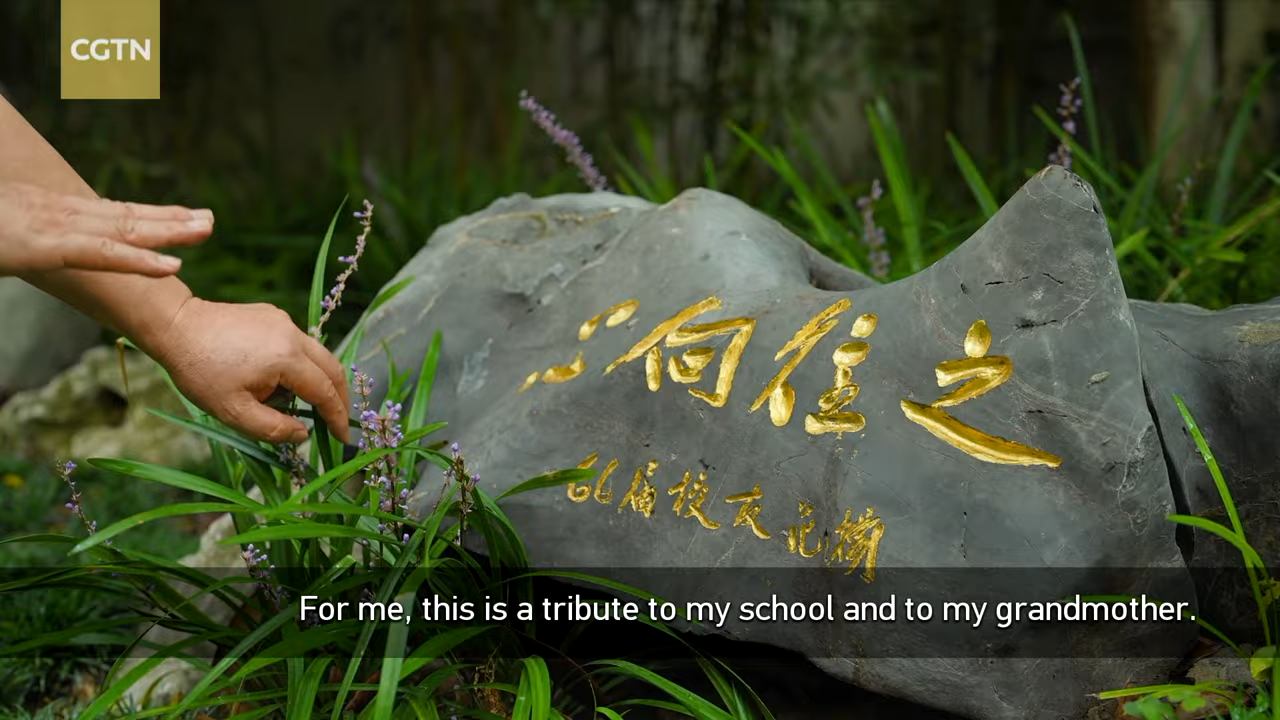 CGTN
心向往之
66届校友
For me, this is a tribute to my school and to my grandmother.